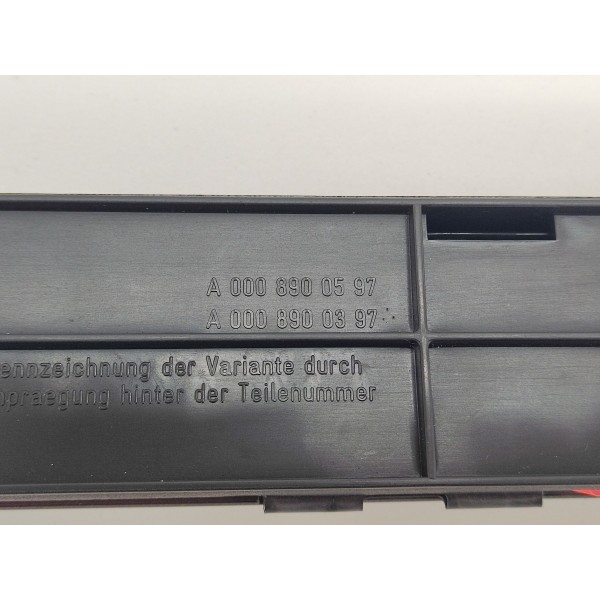 A 000 890 05 97
A 000 890 03 97
ennzeichnung der Variante durch
praegung hinter der Teilenummer